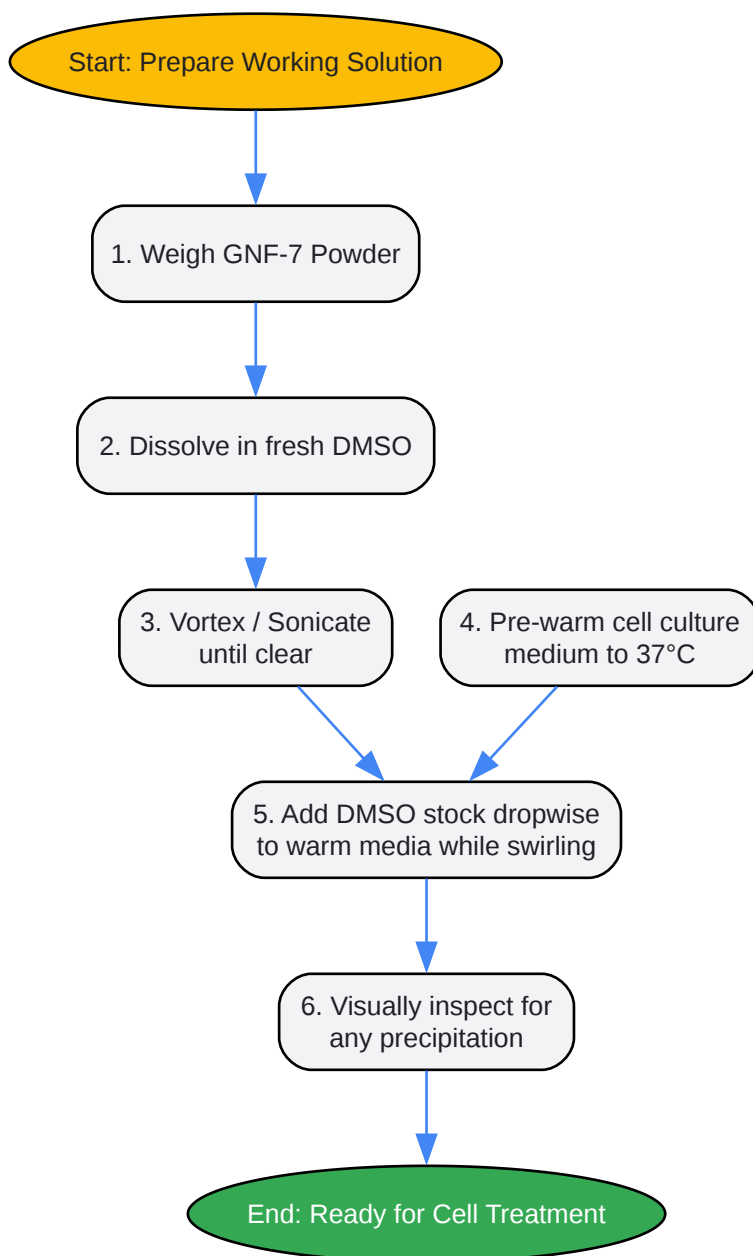 Start: Prepare Working Solution
1. Weigh GNF-7 Powder
2. Dissolve in fresh DMSO
3. Vortex / Sonicate
until clear
4. Pre-warm cell culture
medium to 37°C
5. Add DMSO stock dropwise
to warm media while swirling
6. Visually inspect for
any precipitation
End: Ready for Cell Treatment